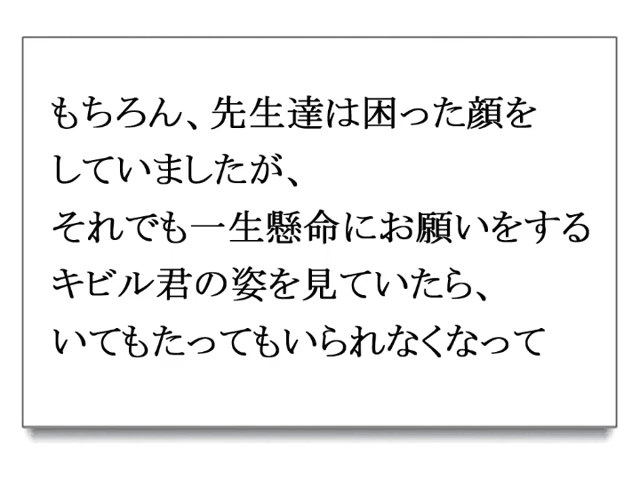 もちろん、先生達は困った顔を
していましたが、
それでも一生懸命にお願いをする
キビル君の姿を見ていたら、
いてもたってもいられなくなって